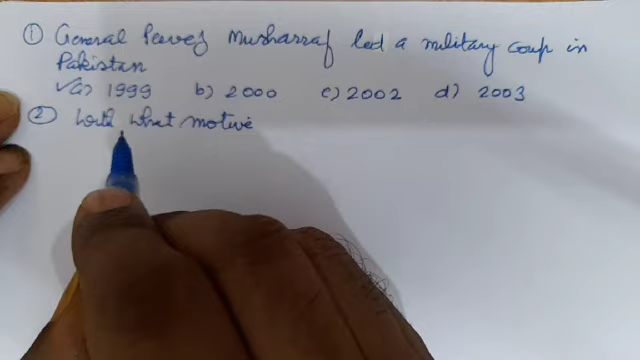 ① General Pervez Musharraf led a military coup in
Pakistan
✓a) 1999 b) 2000 c) 2002 d) 2003
② With what motive